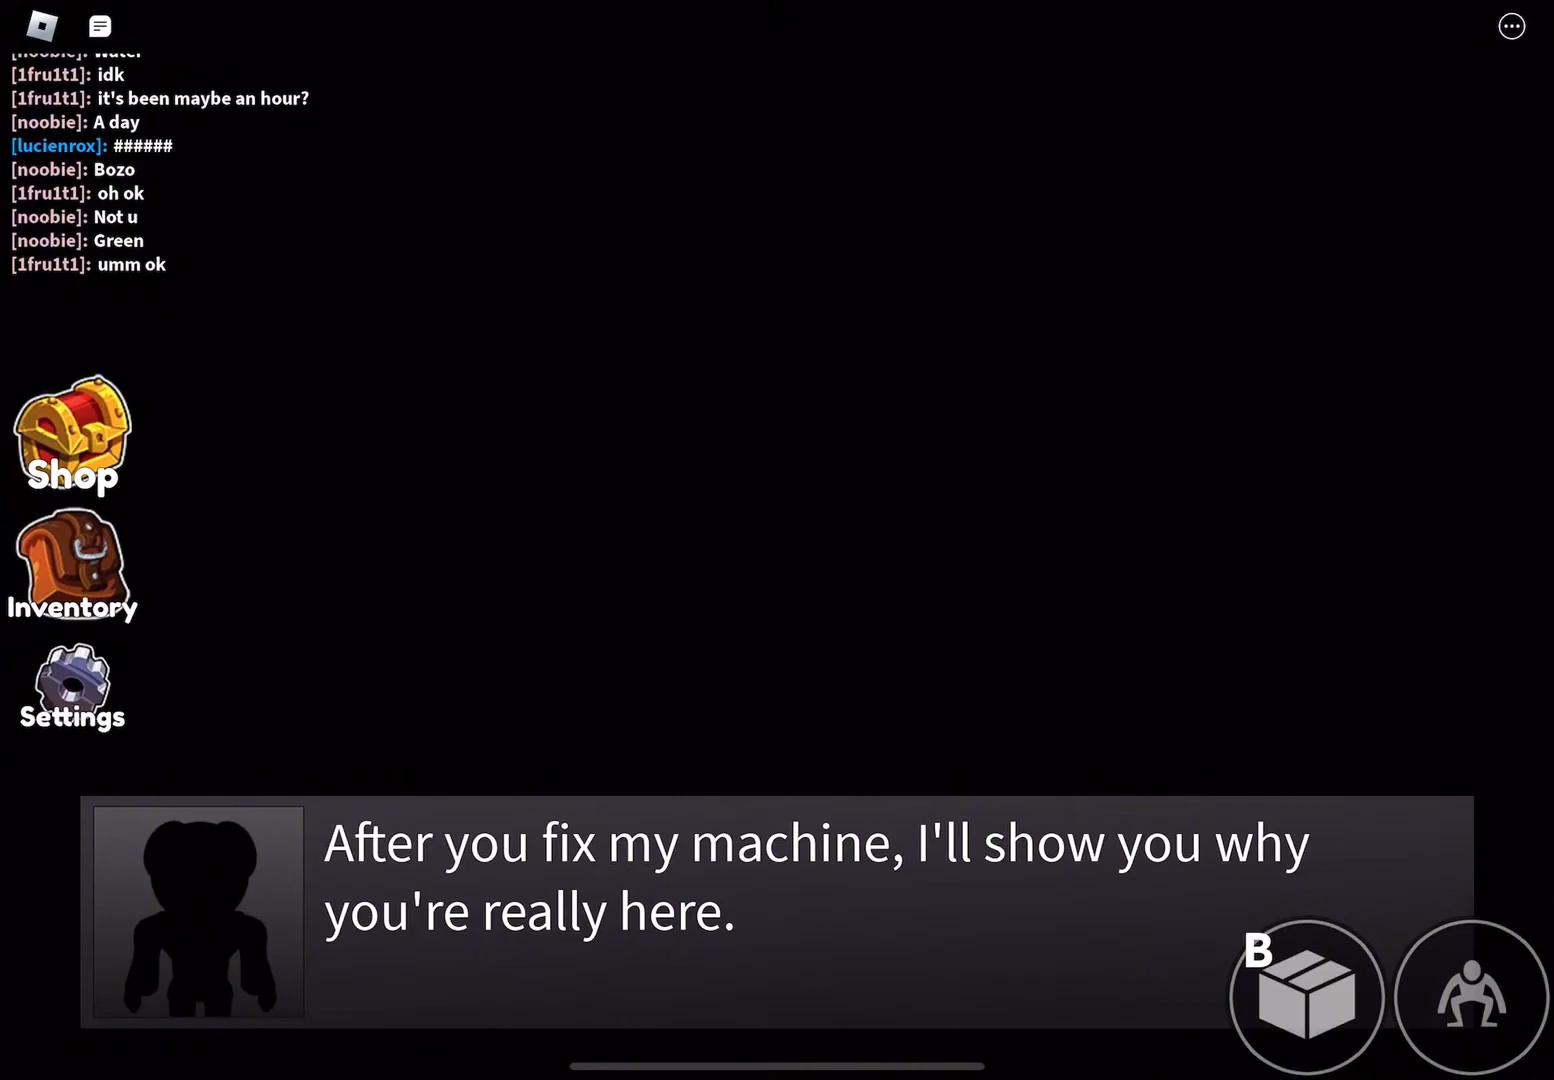 [noobie]: Water
[1fru1t1]: idk
[1fru1t1]: it's been maybe an hour?
[noobie]: A day
[lucienrox]: ######
[noobie]: Bozo
[1fru1t1]: oh ok
[noobie]: Not u
[noobie]: Green
[1fru1t1]: umm ok
Shop
Inventory
Settings
After you fix my machine, I'll show you why
you're really here.
B